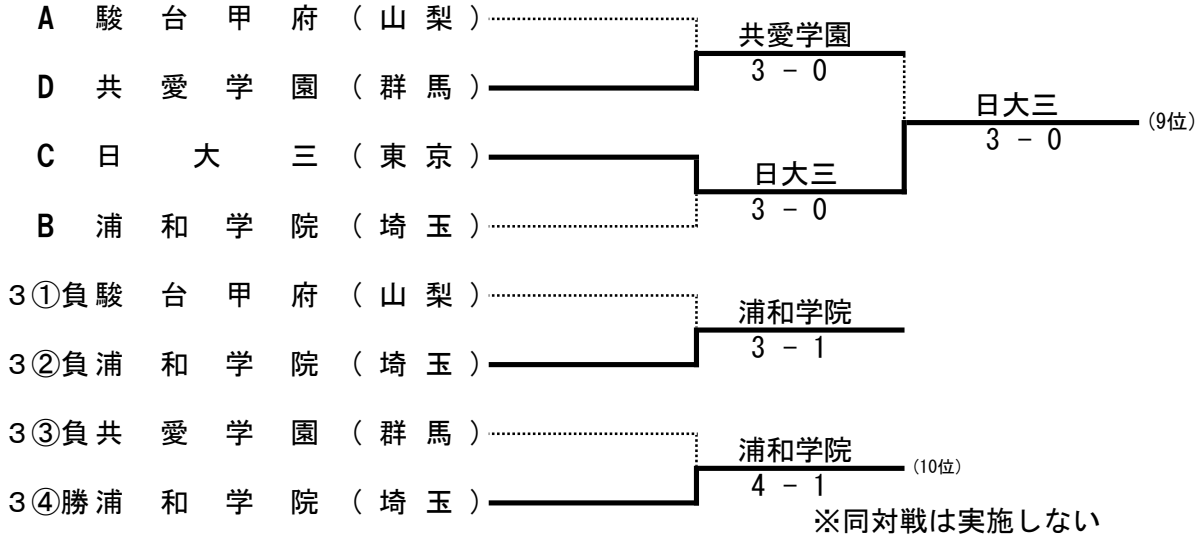 A 駿台甲府(山梨)
共愛学園
3 - 0
D 共愛学園(群馬)
日大三 (9位)
3 - 0
C 日大三(東京)
日大三
3 - 0
B 浦和学院(埼玉)
3①負 駿台甲府(山梨)
浦和学院
3 - 1
3②負 浦和学院(埼玉)
3③負 共愛学園(群馬)
浦和学院 (10位)
4 - 1
3④勝 浦和学院(埼玉)
※同対戦は実施しない